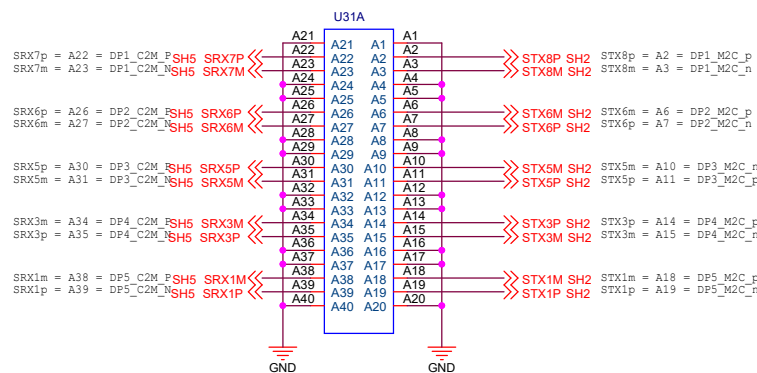 U31A
A21 A1
A22 A21 A1 A2
SRX7p = A22 = DP1_C2M_P SH5 SRX7P A22 A2 STX8P SH2 STX8p = A2 = DP1_M2C_p
A23 A3
SRX7m = A23 = DP1_C2M_N SH5 SRX7M A23 A3 STX8M SH2 STX8m = A3 = DP1_M2C_n
A24 A4
A25 A24 A4 A5
A26 A25 A5 A6
SRX6p = A26 = DP2_C2M_P SH5 SRX6P A26 A6 STX6M SH2 STX6m = A6 = DP2_M2C_p
A27 A7
SRX6m = A27 = DP2_C2M_N SH5 SRX6M A27 A7 STX6P SH2 STX6p = A7 = DP2_M2C_n
A28 A8
A29 A28 A8 A9
A30 A29 A9 A10
SRX5p = A30 = DP3_C2M_P SH5 SRX5P A30 A10 STX5M SH2 STX5m = A10 = DP3_M2C_n
A31 A11
SRX5m = A31 = DP3_C2M_N SH5 SRX5M A31 A11 STX5P SH2 STX5p = A11 = DP3_M2C_p
A32 A12
A33 A32 A12 A13
A34 A33 A13 A14
SRX3m = A34 = DP4_C2M_P SH5 SRX3M A34 A14 STX3P SH2 STX3p = A14 = DP4_M2C_p
A35 A15
SRX3p = A35 = DP4_C2M_N SH5 SRX3P A35 A15 STX3M SH2 STX3m = A15 = DP4_M2C_n
A36 A16
A37 A36 A16 A17
A38 A37 A17 A18
SRX1m = A38 = DP5_C2M_P SH5 SRX1M A38 A18 STX1M SH2 STX1m = A18 = DP5_M2C_p
A39 A19
SRX1p = A39 = DP5_C2M_N SH5 SRX1P A39 A19 STX1P SH2 STX1p = A19 = DP5_M2C_n
A40 A20
A40 A20
GND GND